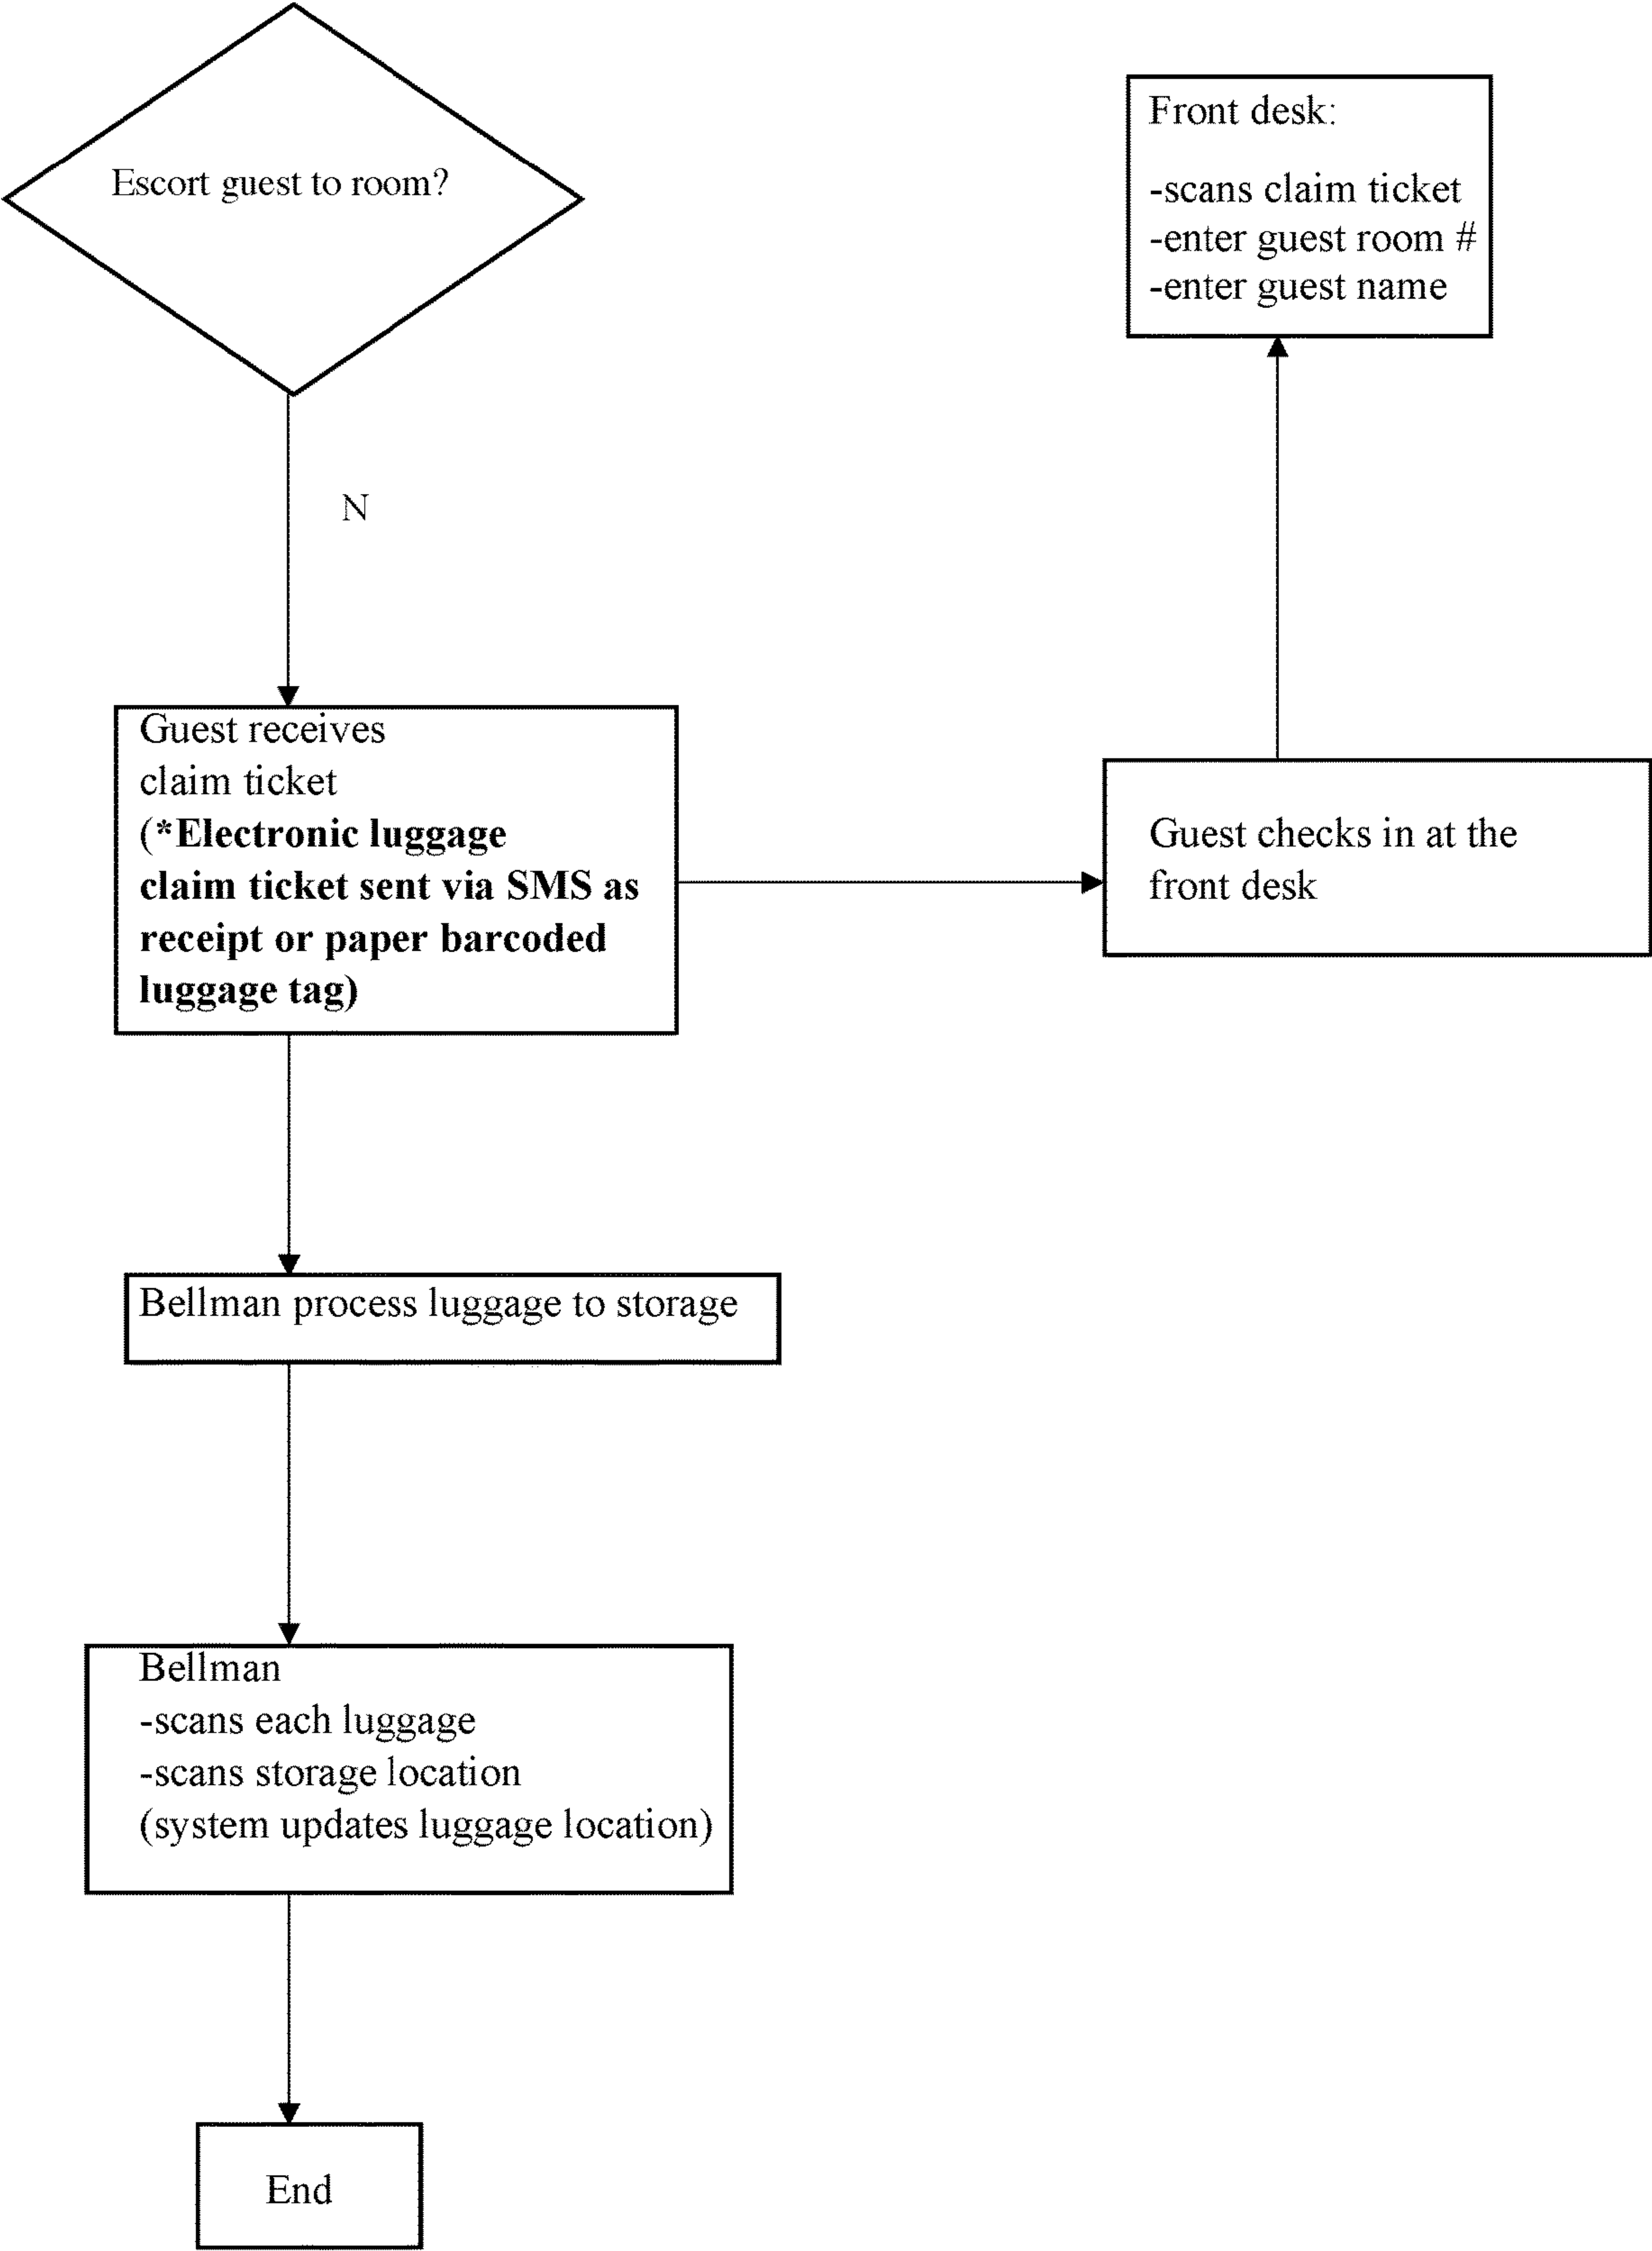 Escort guest to room?
N
Guest receives
claim ticket
(*Electronic luggage
claim ticket sent via SMS as
receipt or paper barcoded
luggage tag)
Guest checks in at the
front desk
Front desk:
-scans claim ticket
-enter guest room #
-enter guest name
Bellman process luggage to storage
Bellman
-scans each luggage
-scans storage location
(system updates luggage location)
End